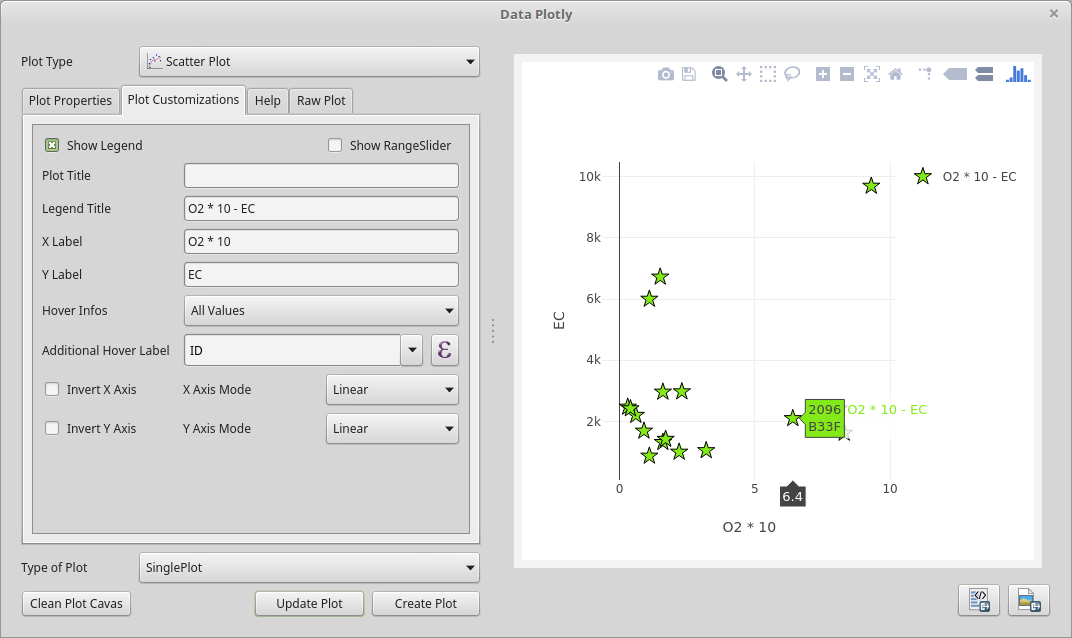 Data Plotly
Plot Type
Scatter Plot
Plot Properties
Plot Customizations
Help
Raw Plot
Show Legend
Show RangeSlider
Plot Title
Legend Title
O2 * 10 - EC
X Label
O2 * 10
Y Label
EC
Hover Infos
All Values
Additional Hover Label
ID
ε
Invert X Axis
X Axis Mode
Linear
Invert Y Axis
Y Axis Mode
Linear
Type of Plot
SinglePlot
Clean Plot Cavas
Update Plot
Create Plot
10k
8k
6k
4k
2k
EC
0
5
10
6.4
O2 * 10
O2 * 10 - EC
2096
B33F
O2 * 10 - EC